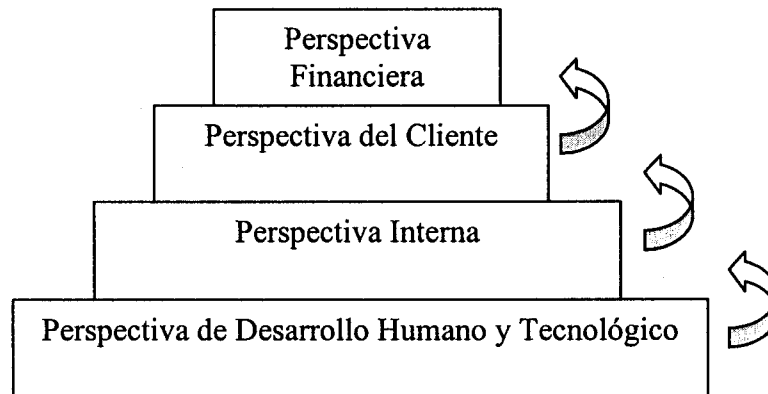 Perspectiva
Financiera
Perspectiva del Cliente
Perspectiva Interna
Perspectiva de Desarrollo Humano y Tecnológico